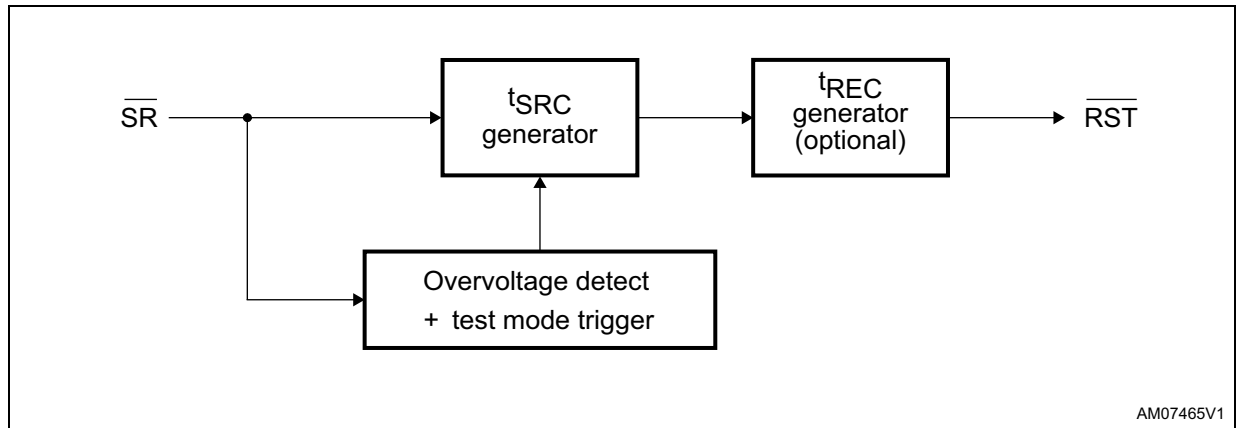 SR
tSRC
generator
tREC
generator
(optional)
RST
Overvoltage detect
+ test mode trigger
AM07465V1